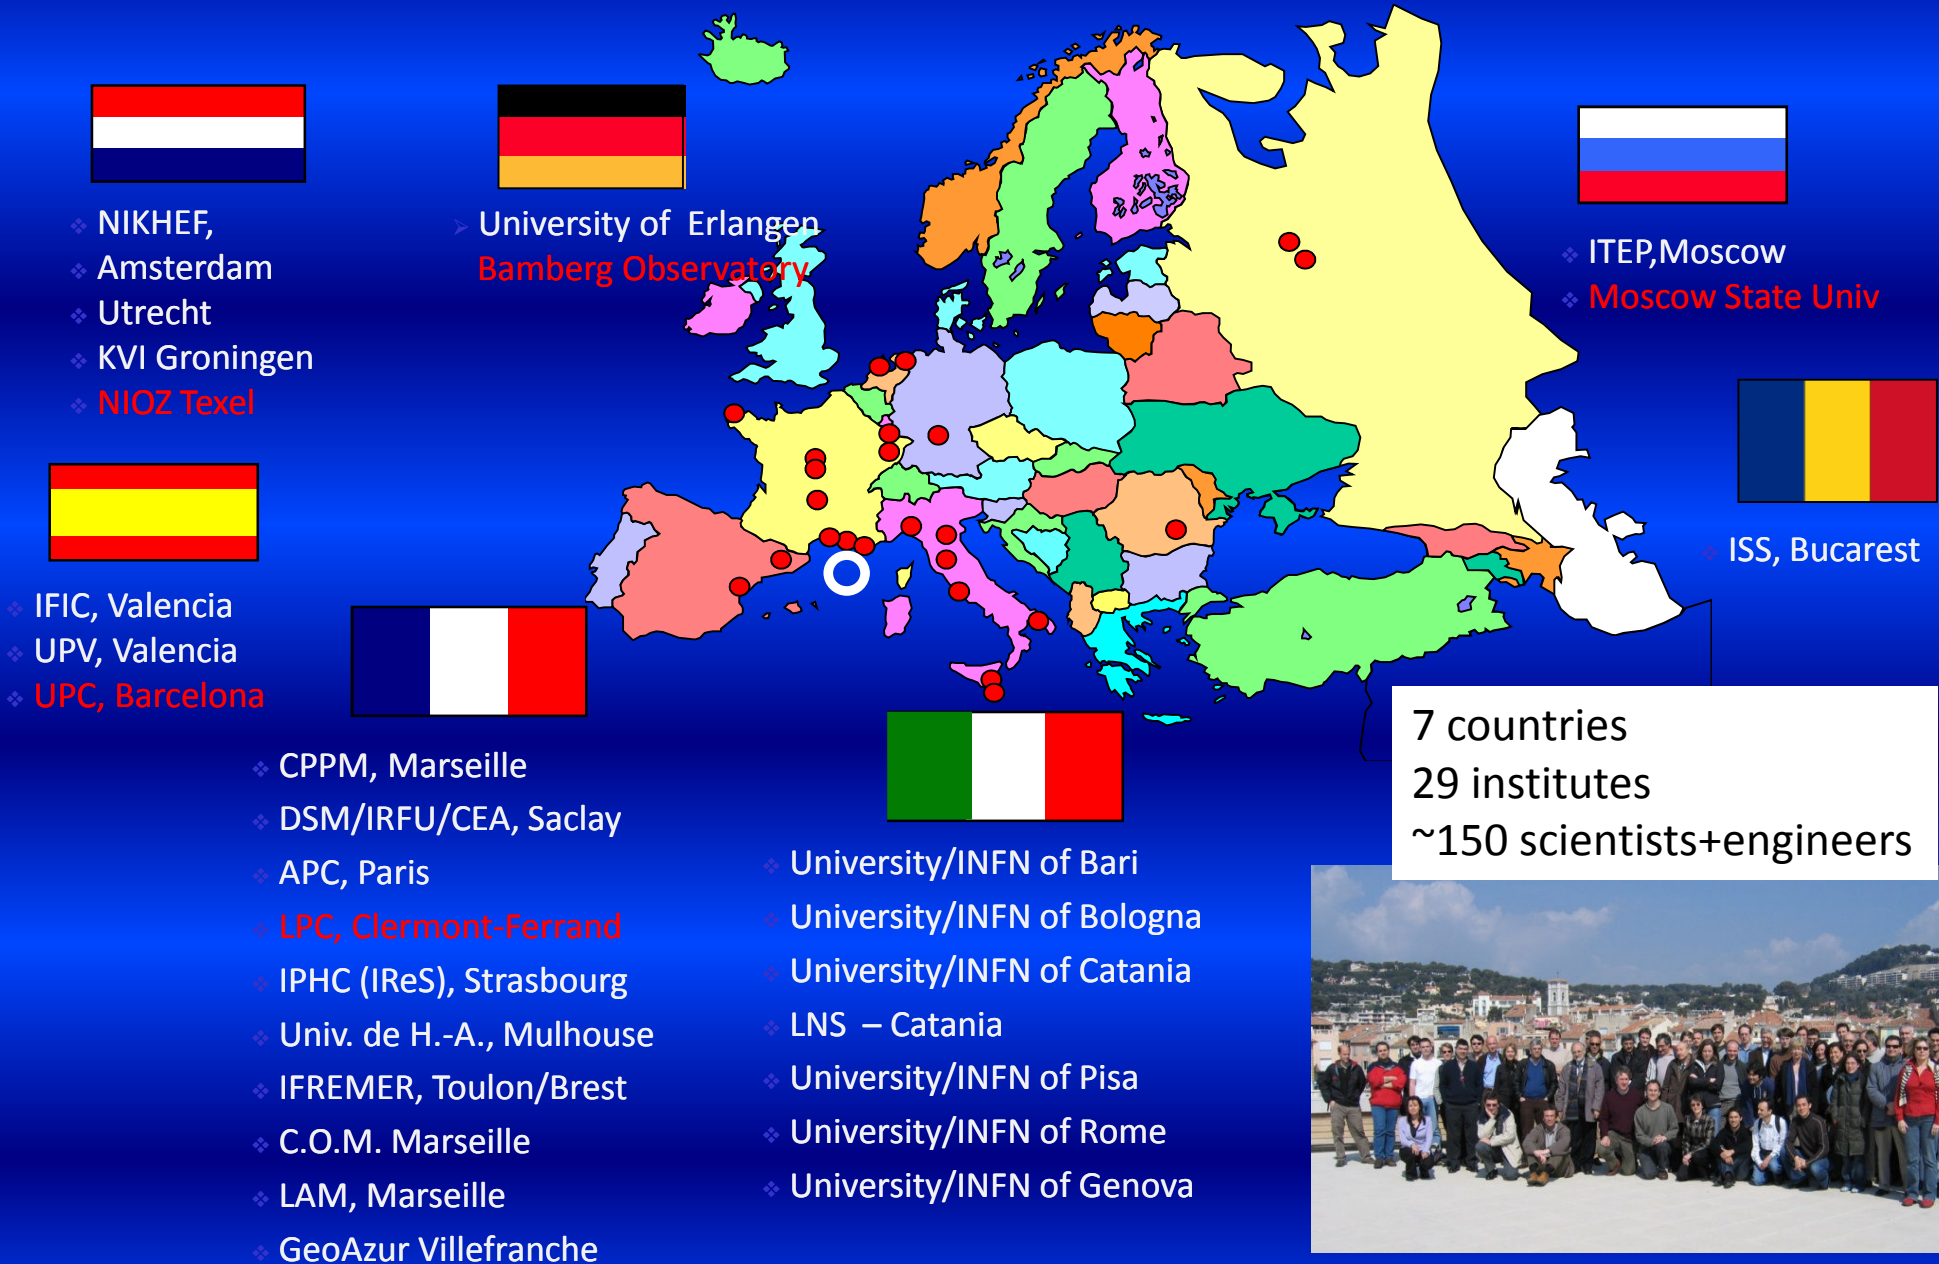 NIKHEF,
Amsterdam
Utrecht
KVI Groningen
NIOZ Texel
University of Erlangen
Bamberg Observatory
ITEP,Moscow
Moscow State Univ
ISS, Bucarest
IFIC, Valencia
UPV, Valencia
UPC, Barcelona
CPPM, Marseille
DSM/IRFU/CEA, Saclay
APC, Paris
LPC, Clermont-Ferrand
IPHC (IReS), Strasbourg
Univ. de H.-A., Mulhouse
IFREMER, Toulon/Brest
C.O.M. Marseille
LAM, Marseille
GeoAzur Villefranche
University/INFN of Bari
University/INFN of Bologna
University/INFN of Catania
LNS – Catania
University/INFN of Pisa
University/INFN of Rome
University/INFN of Genova
7 countries
29 institutes
~150 scientists+engineers